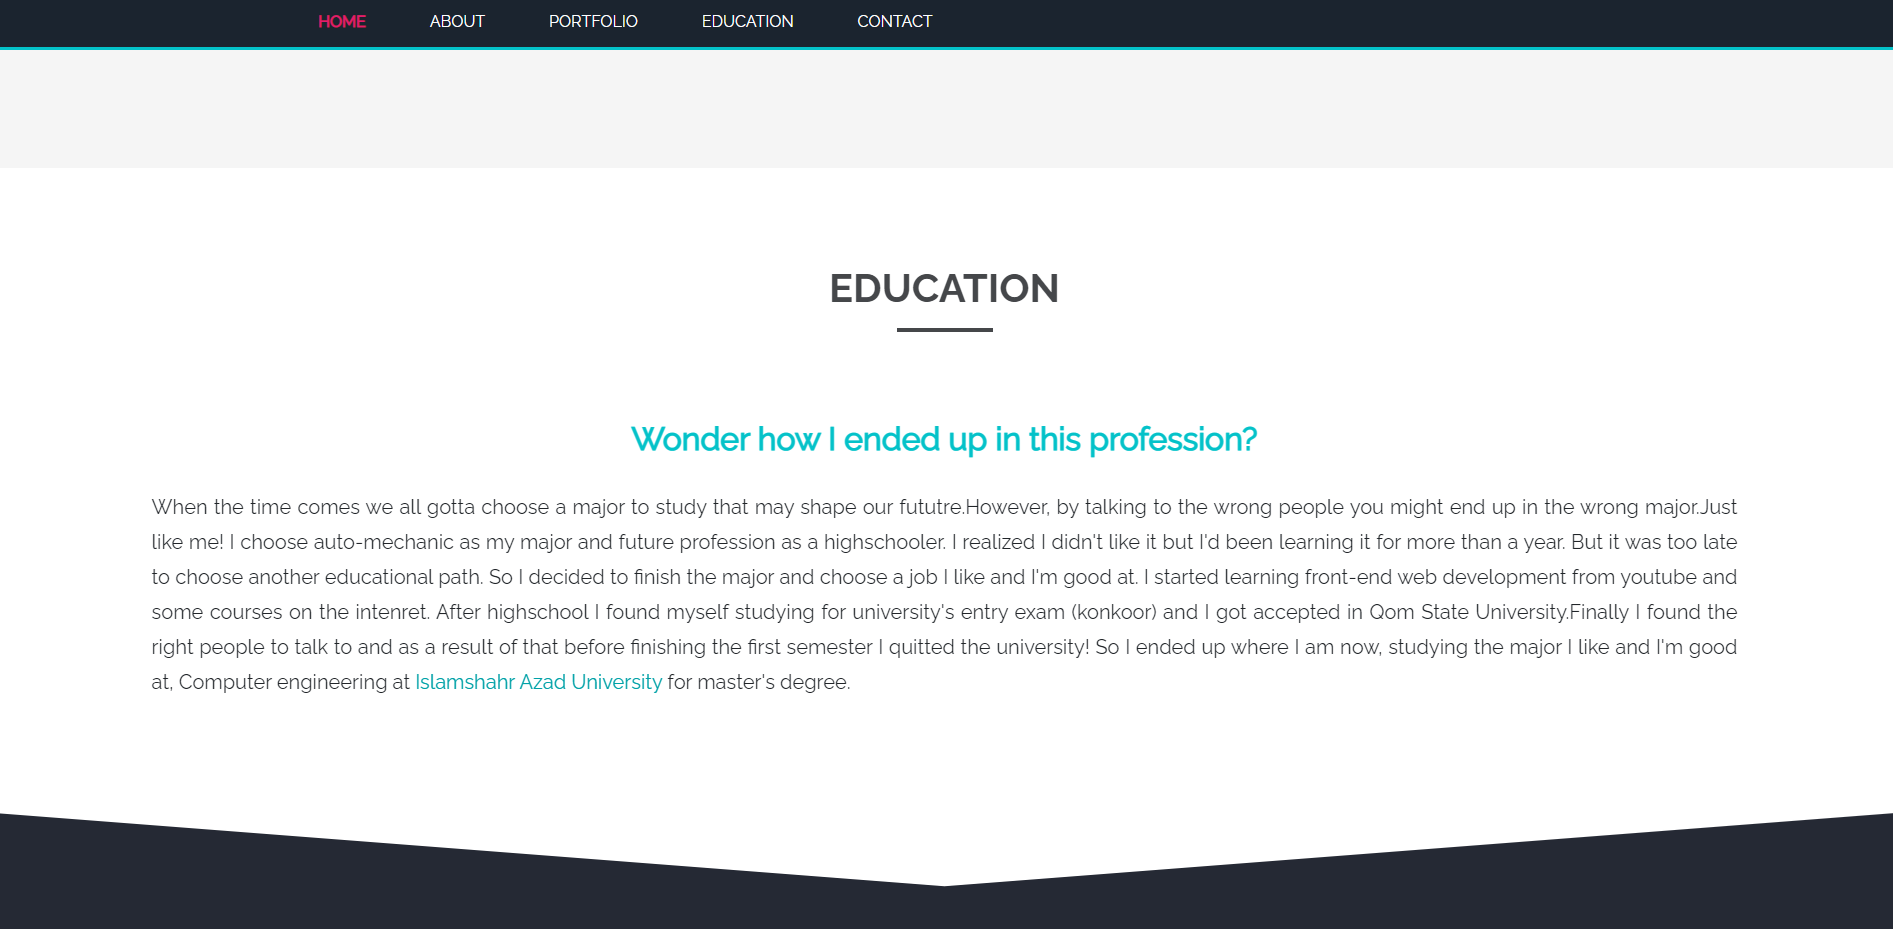 HOME ABOUT PORTFOLIO EDUCATION CONTACT
EDUCATION
Wonder how I ended up in this profession?
When the time comes we all gotta choose a major to study that may shape our fututre.However, by talking to the wrong people you might end up in the wrong major.Just
like me! I choose auto-mechanic as my major and future profession as a highschooler. I realized I didn't like it but I'd been learning it for more than a year. But it was too late
to choose another educational path. So I decided to finish the major and choose a job I like and I'm good at. I started learning front-end web development from youtube and
some courses on the intenret. After highschool I found myself studying for university's entry exam (konkoor) and I got accepted in Qom State University.Finally I found the
right people to talk to and as a result of that before finishing the first semester I quitted the university! So I ended up where I am now, studying the major I like and I'm good
at, Computer engineering at Islamshahr Azad University for master's degree.